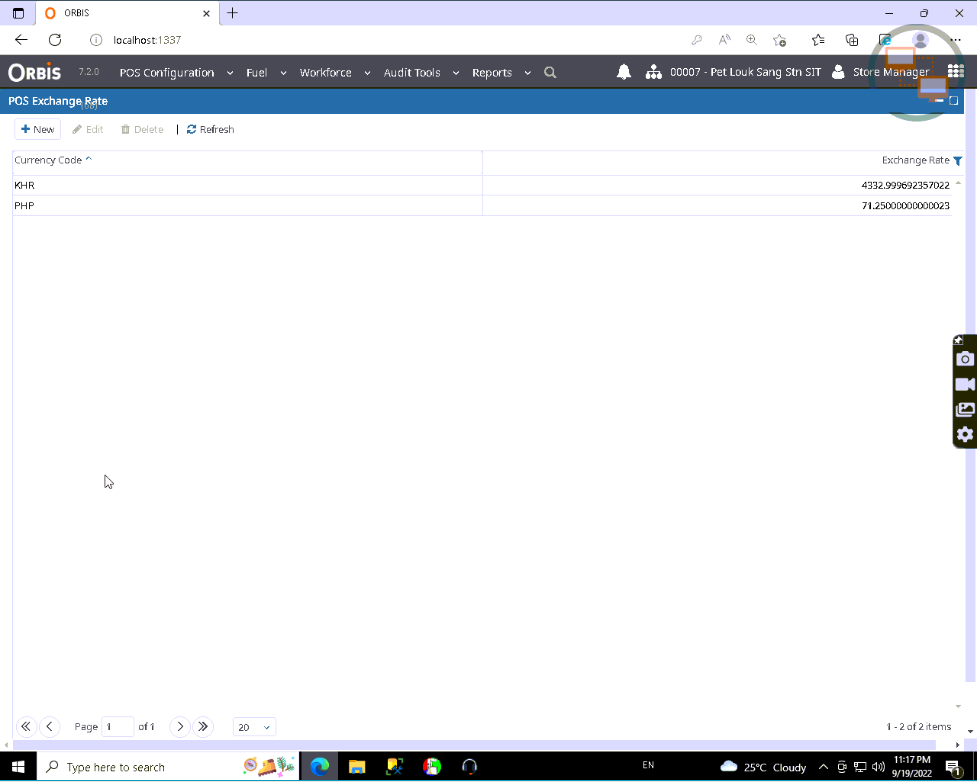 ORBIS
localhost:1337
ORBIS 7.2.0 POS Configuration Fuel Workforce Audit Tools Reports 00007 - Pet Louk Sang Stn SIT Store Manager
POS Exchange Rate
New Edit Delete | Refresh
Currency Code Exchange Rate
KHR 4332.999692357022
PHP 71.25000000000023
Page 1 of 1 20 1 - 2 of 2 items
Type here to search EN 25°C Cloudy 11:17 PM
9/19/2022 1